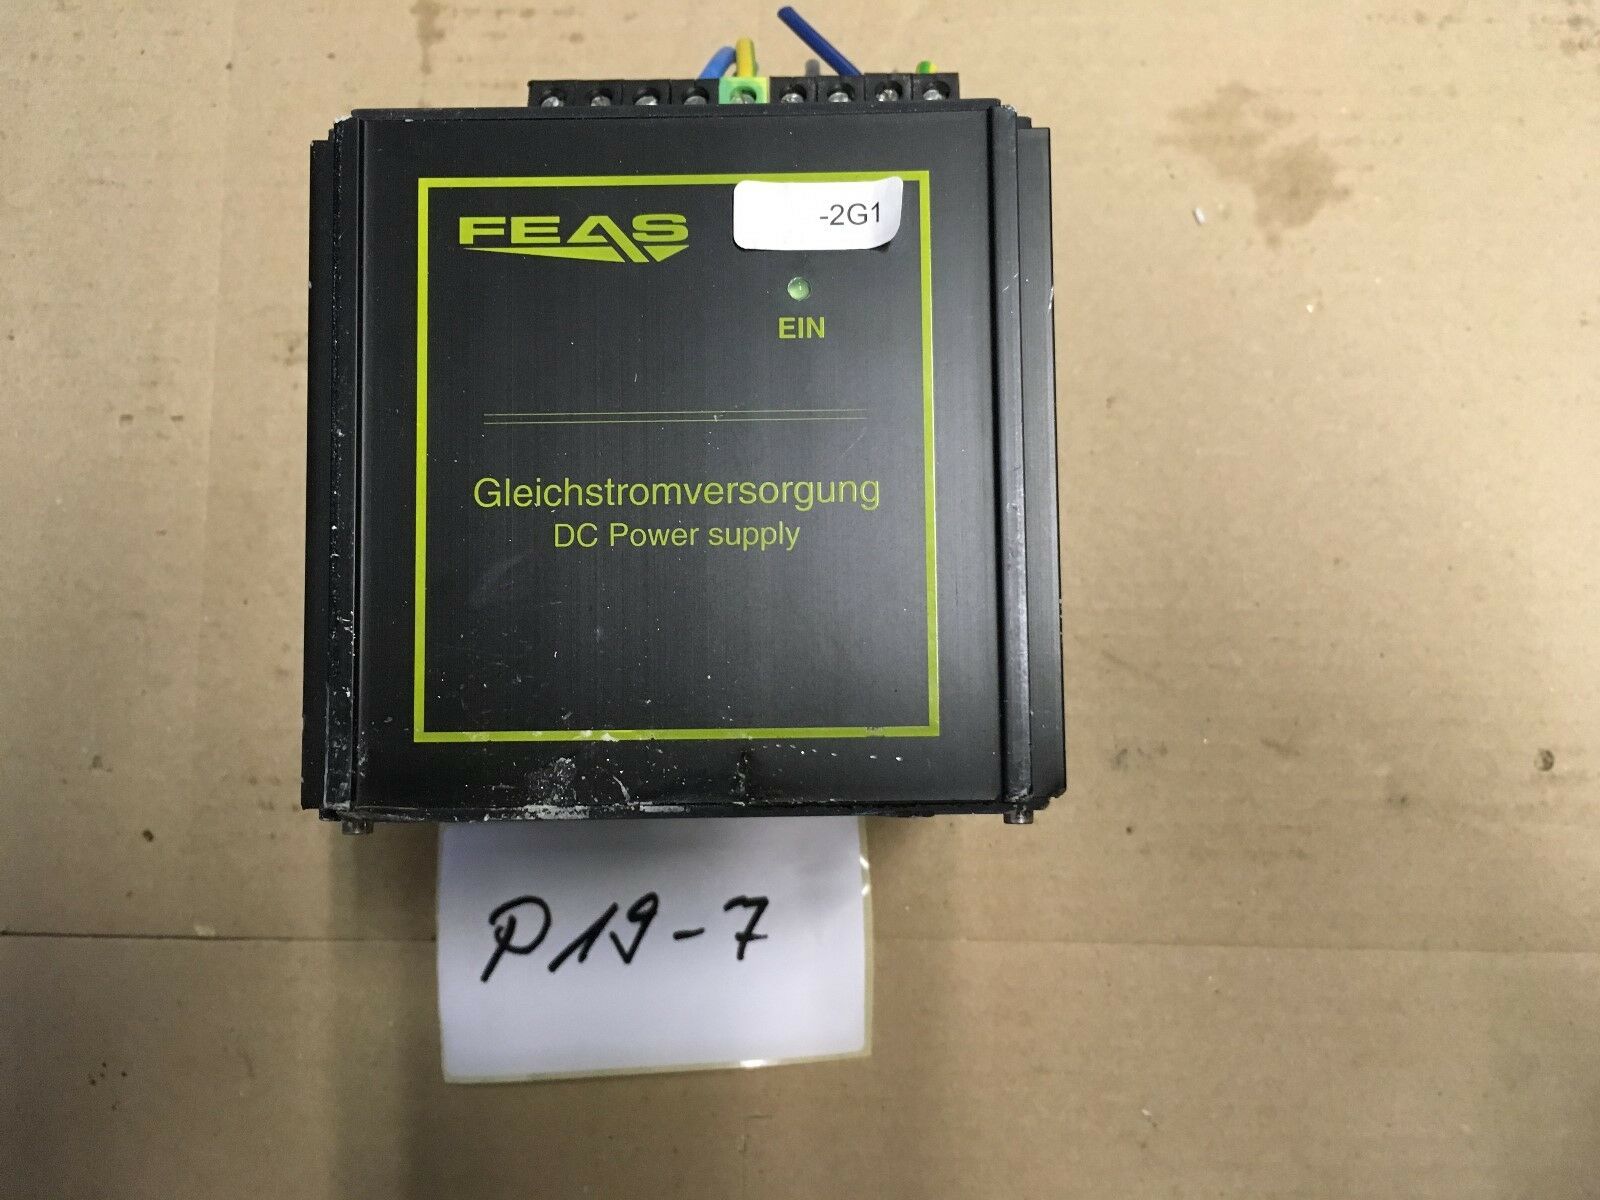 FEAS
-2G1
EIN
Gleichstromversorgung
DC Power supply
P19-7